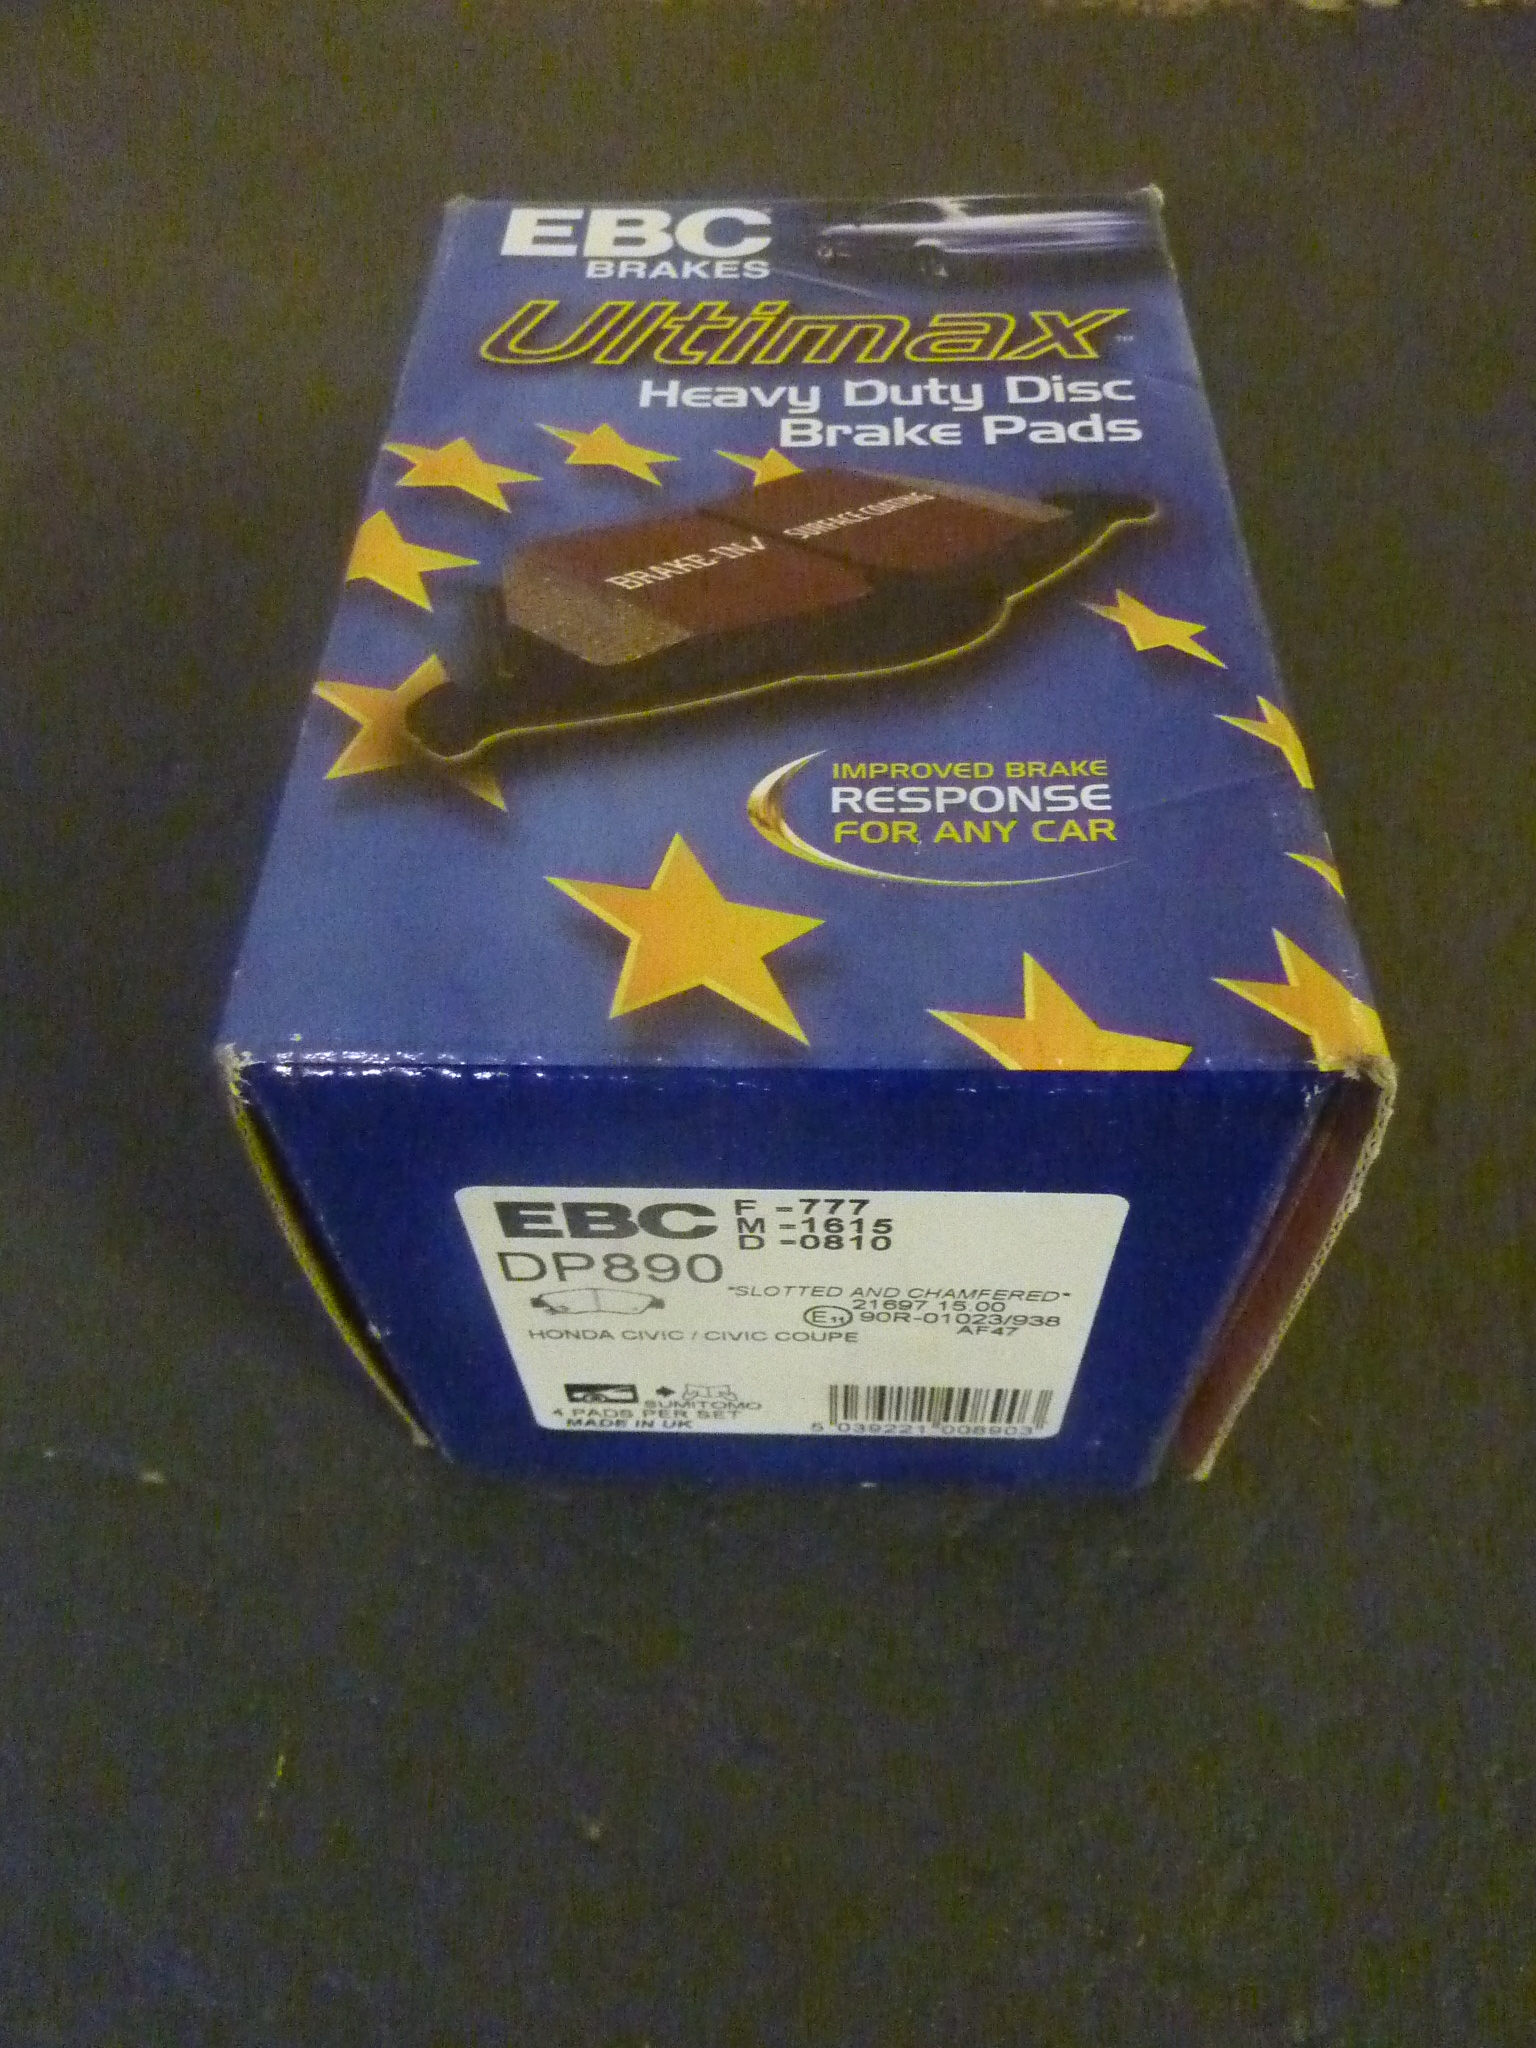 EBC
BRAKES
Ultimax™
Heavy Duty Disc
Brake Pads
BRAKE-IN
SURFACE COATING
IMPROVED BRAKE
RESPONSE
FOR ANY CAR
EBC
F -777
M -1615
D -0810
DP890
"SLOTTED AND CHAMFERED"
21697 15.00
E11 90R-01023/938
AF47
HONDA CIVIC / CIVIC COUPE
SUMITOMO
4 PADS PER SET
MADE IN UK
5 039221 008903